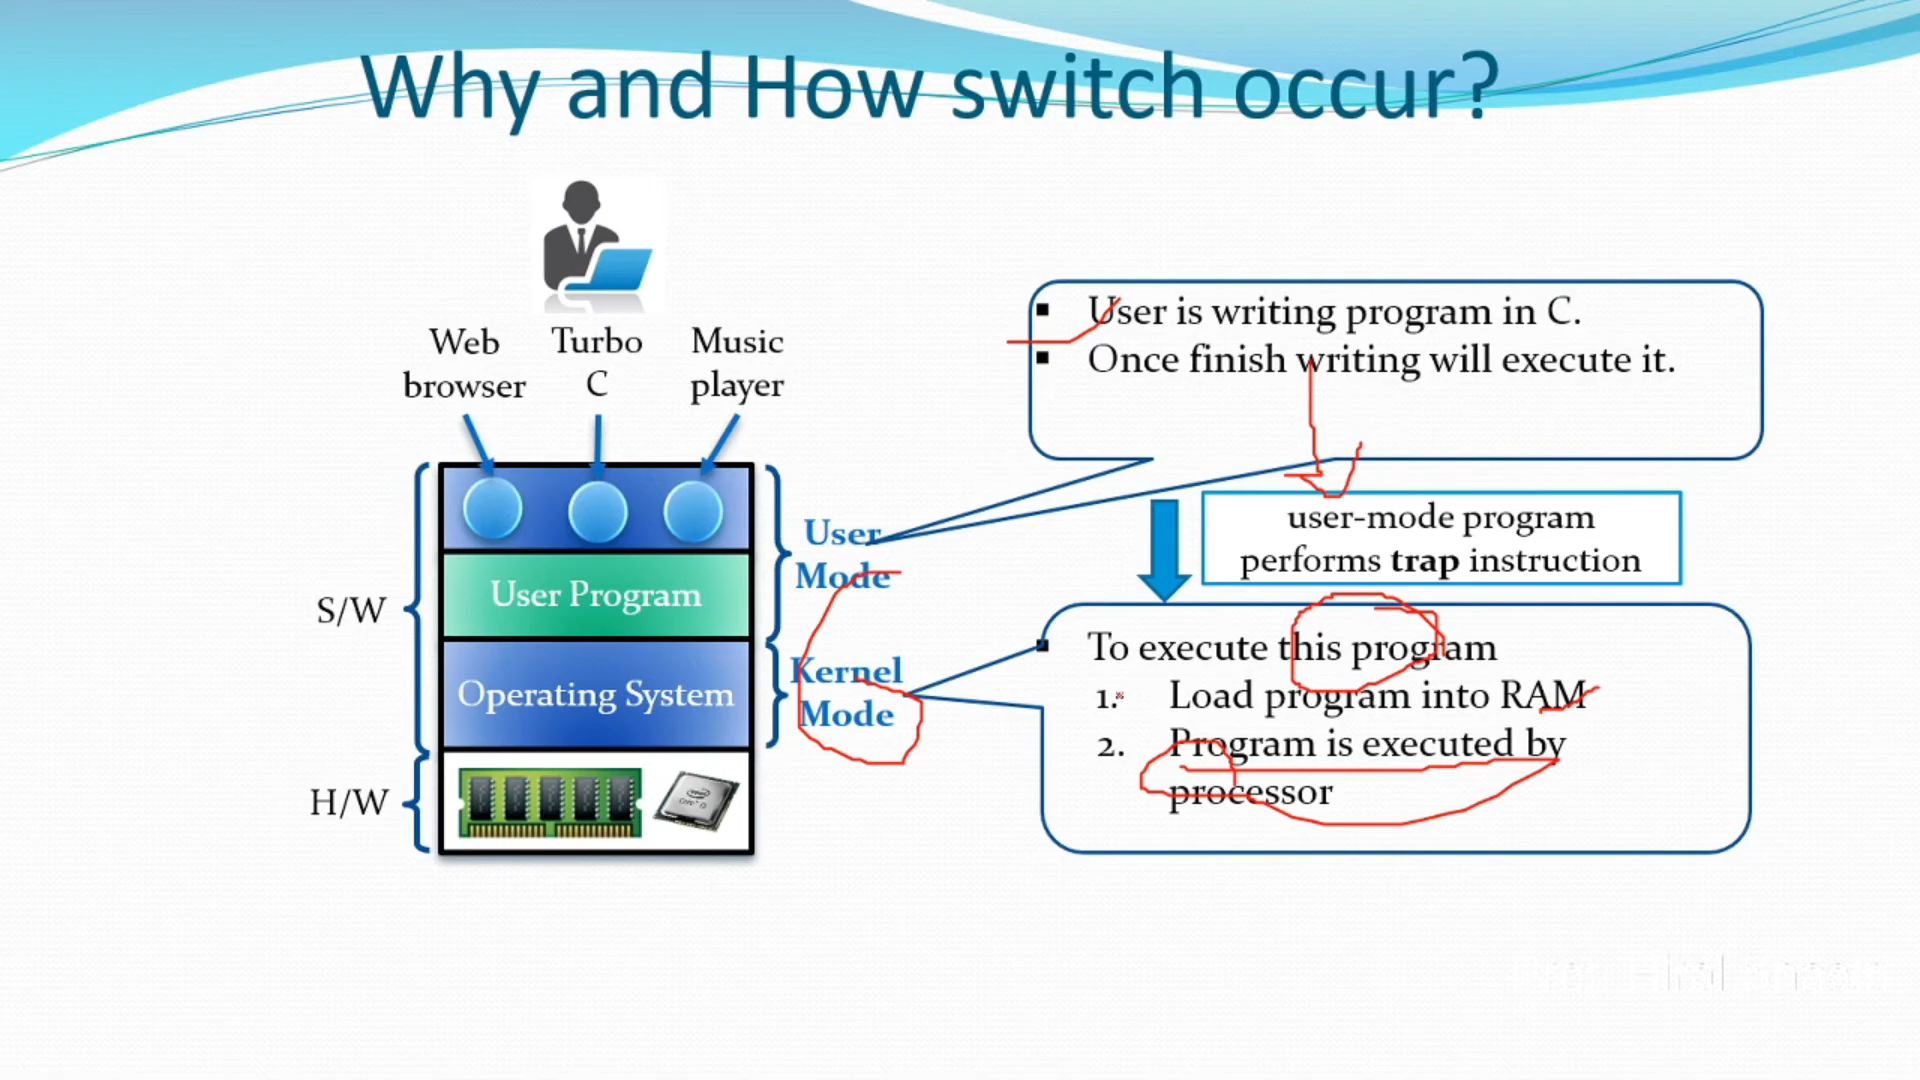 Why and How switch occur?
Web browser
Turbo C
Music player
User Program
Operating System
S/W
H/W
User Mode
Kernel Mode
▪ User is writing program in C.
▪ Once finish writing will execute it.
user-mode program
performs trap instruction
▪ To execute this program
1. Load program into RAM
2. Program is executed by
processor